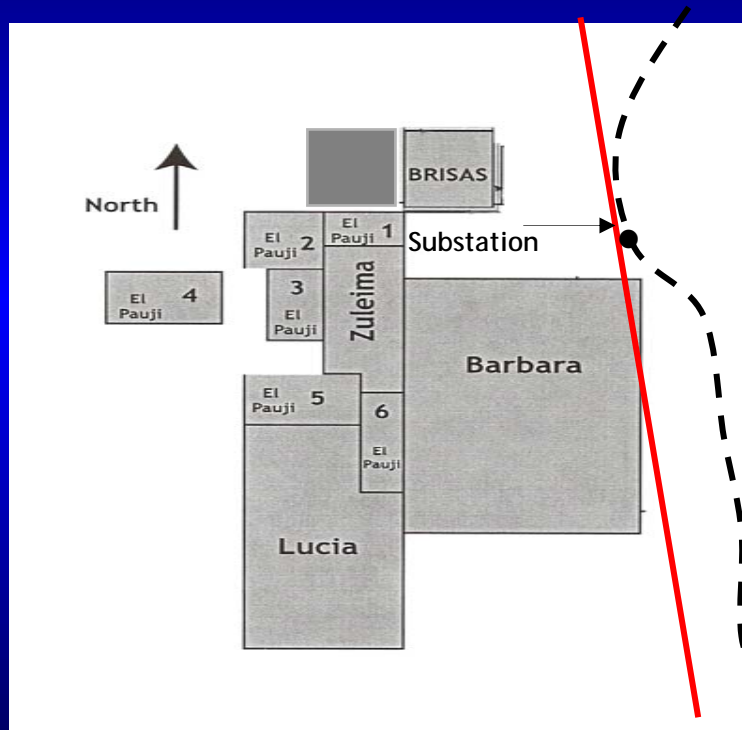 BRISAS
North
El
Pauji 1
Substation
El
Pauji 2
Zuleima
3
El
Pauji
El
Pauji 4
Barbara
El
Pauji 5
6
El
Pauji
Lucia